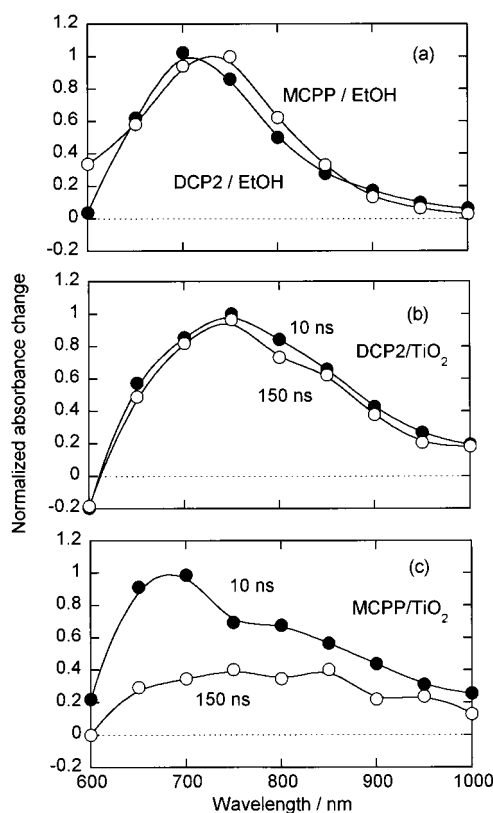 Normalized absorbance change
1.2
1
0.8
0.6
0.4
0.2
0
-0.2
(a)
MCPP / EtOH
DCP2 / EtOH
1.2
1
0.8
0.6
0.4
0.2
0
-0.2
(b)
10 ns
DCP2/TiO₂
150 ns
1.2
1
0.8
0.6
0.4
0.2
0
-0.2
(c)
10 ns
MCPP/TiO₂
150 ns
600 700 800 900 1000
Wavelength / nm